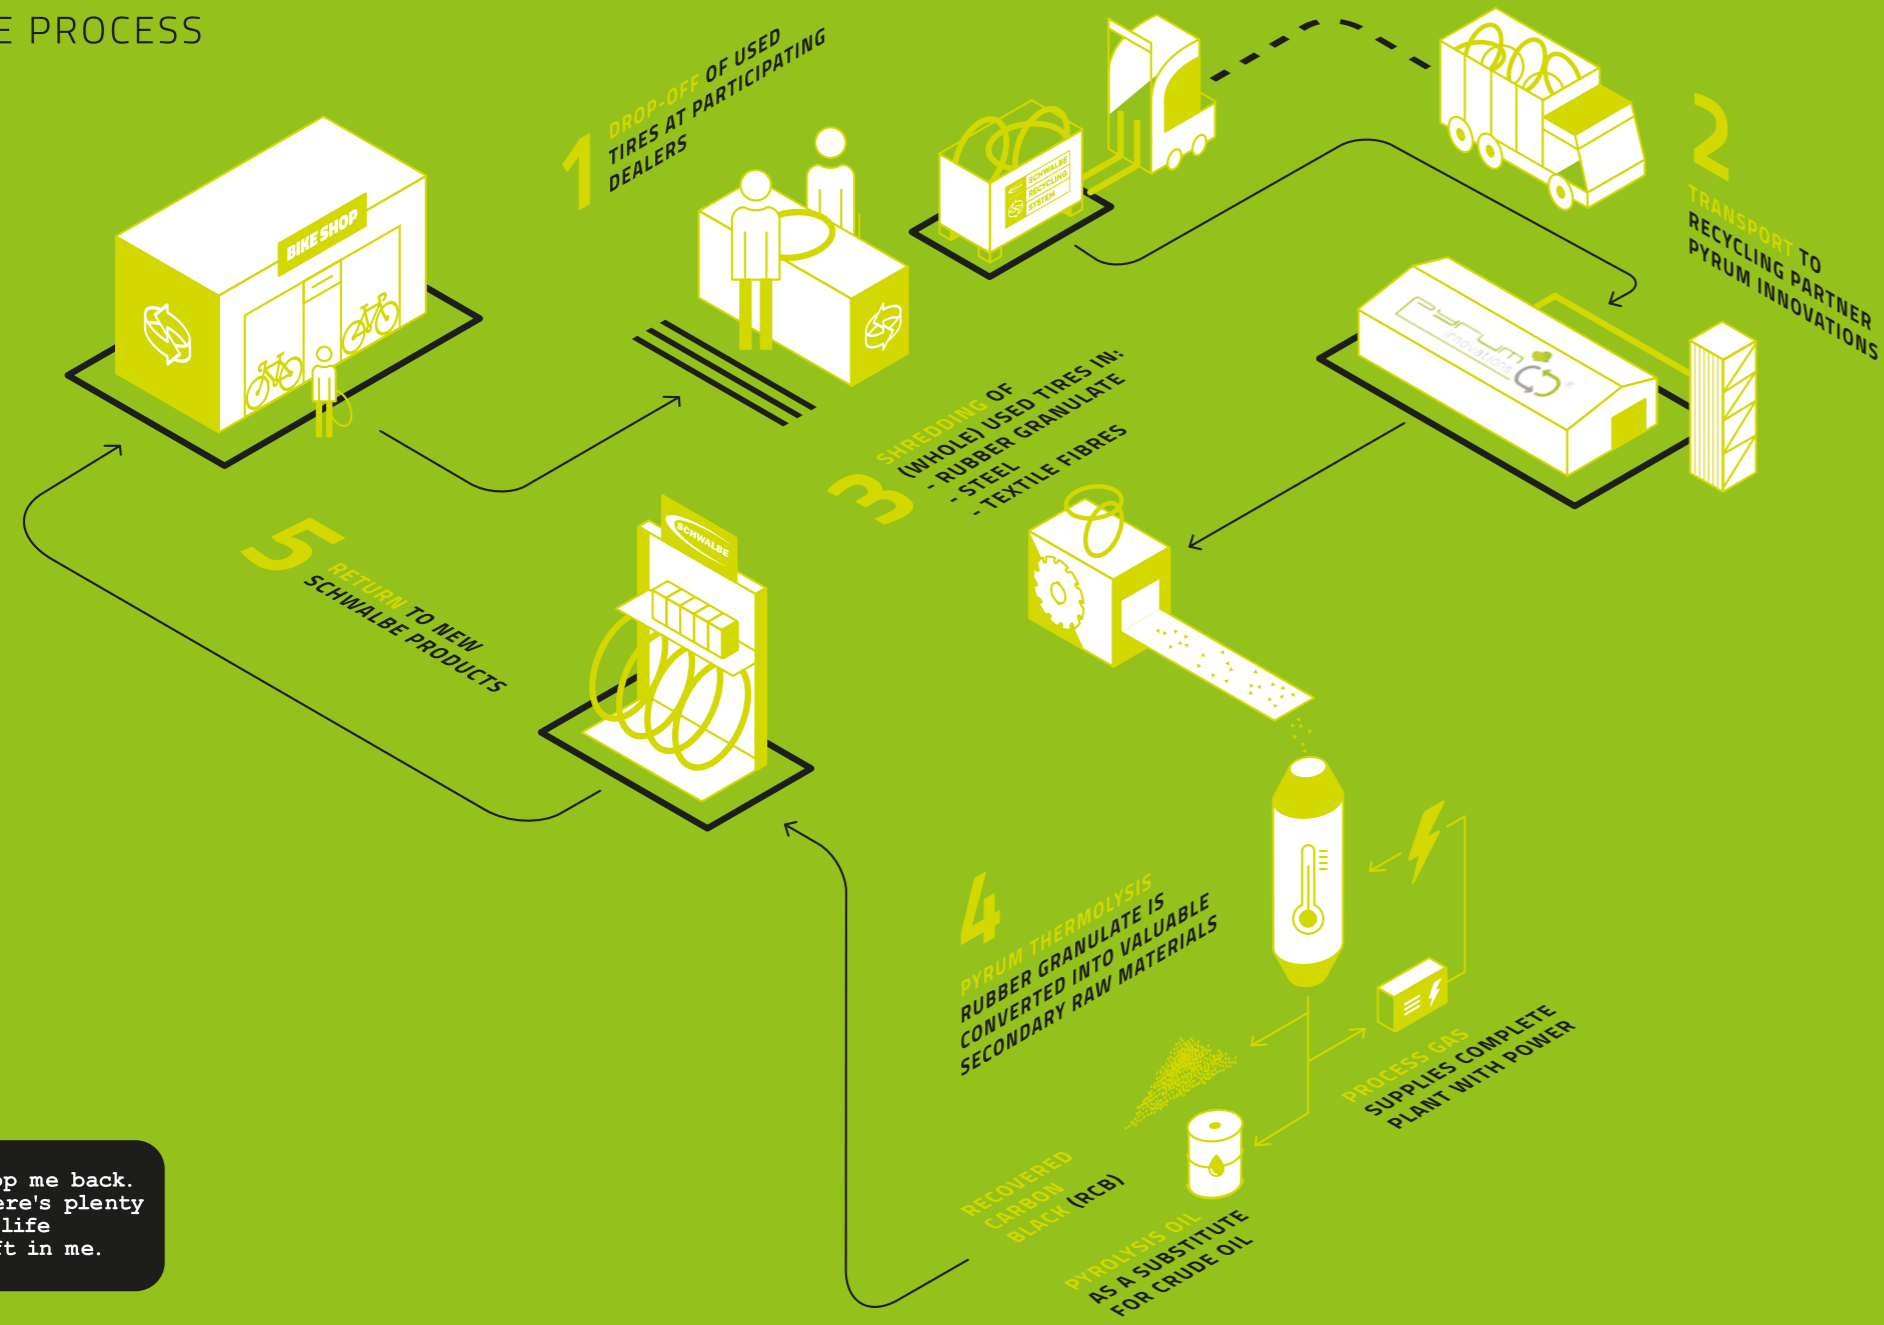 E PROCESS
1
DROP-OFF OF USED
TIRES AT PARTICIPATING
DEALERS
BIKE SHOP
SCHWALBE
RECYCLING
SYSTEM
2
TRANSPORT TO
RECYCLING PARTNER
PYRUM INNOVATIONS
pyrum
innovations
®
3
SHREDDING OF
(WHOLE) USED TIRES IN:
- RUBBER GRANULATE
- STEEL
- TEXTILE FIBRES
5
RETURN TO NEW
SCHWALBE PRODUCTS
SCHWALBE
4
PYRUM THERMOLYSIS
RUBBER GRANULATE IS
CONVERTED INTO VALUABLE
SECONDARY RAW MATERIALS
PROCESS GAS
SUPPLIES COMPLETE
PLANT WITH POWER
RECOVERED
CARBON
BLACK (RCB)
PYROLYSIS OIL
AS A SUBSTITUTE
FOR CRUDE OIL
op me back.
ere's plenty
life
ft in me.